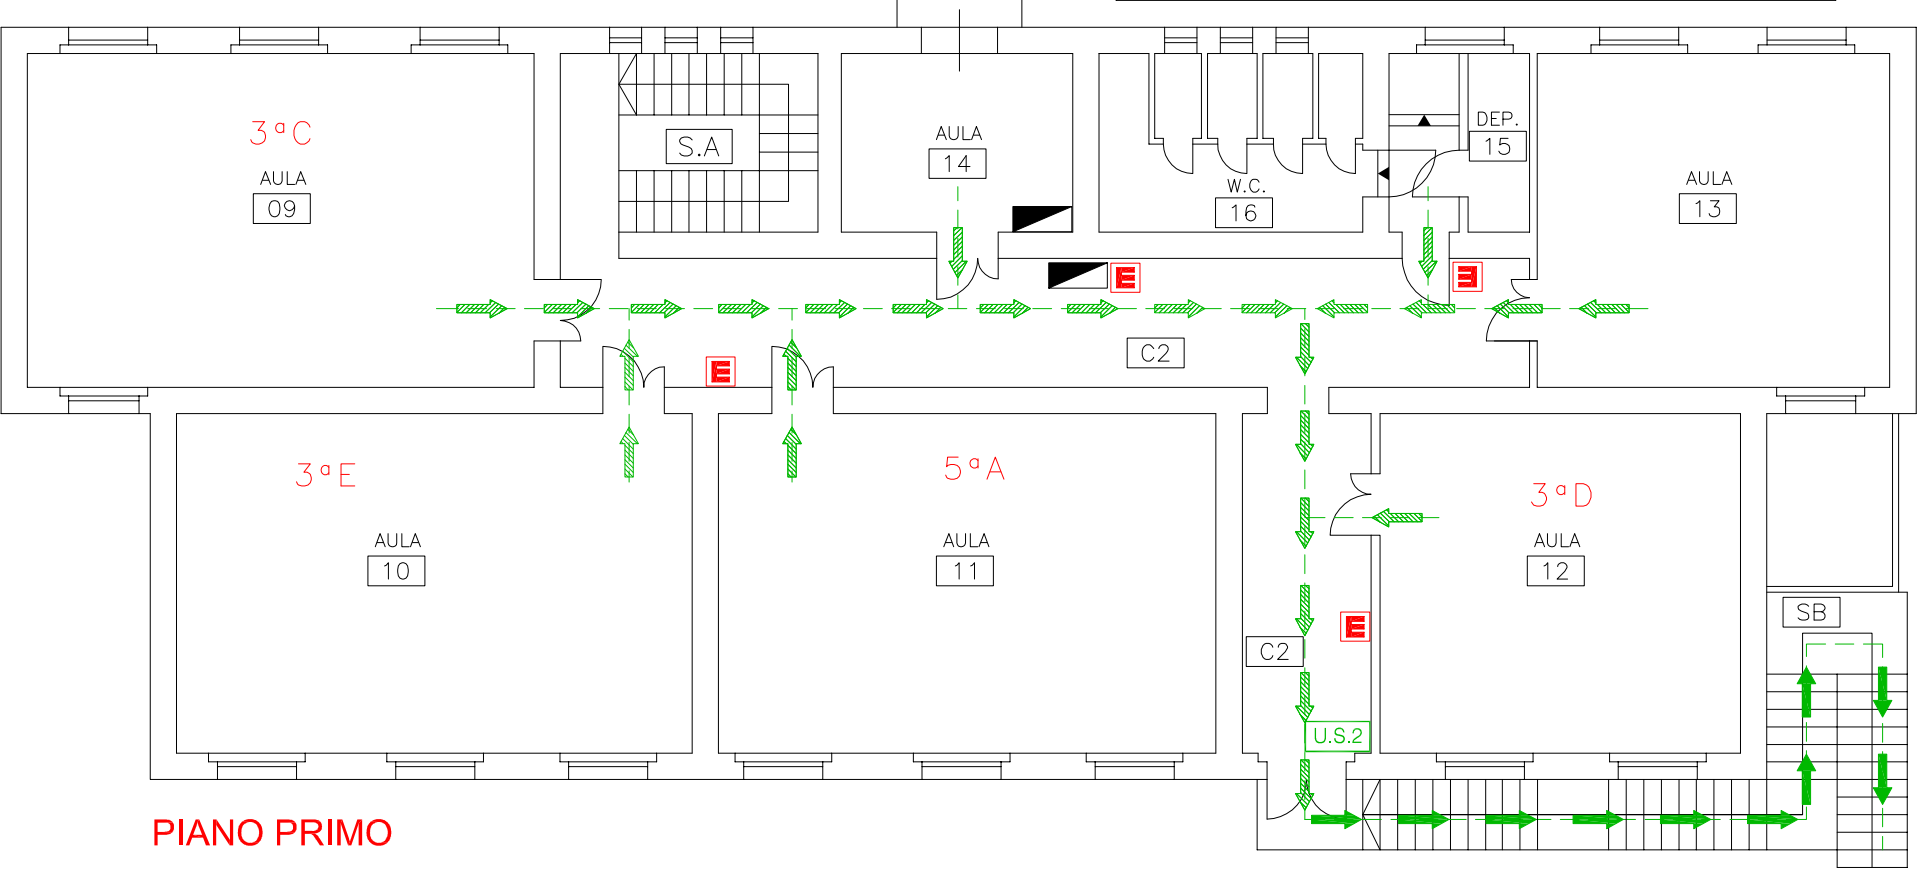 3ªC
AULA
09
S.A
AULA
14
W.C.
16
DEP.
15
AULA
13
E
E
E
C2
3ªE
AULA
10
5ªA
AULA
11
3ªD
AULA
12
E
C2
U.S.2
SB
PIANO PRIMO